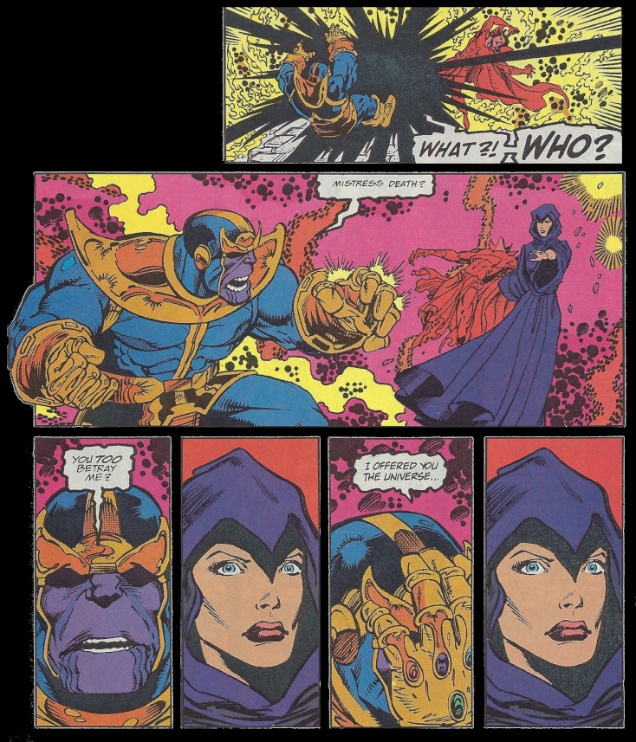 WHAT?! WHO?
MISTRESS DEATH?
YOU TOO
BETRAY
ME?
I OFFERED YOU
THE UNIVERSE...